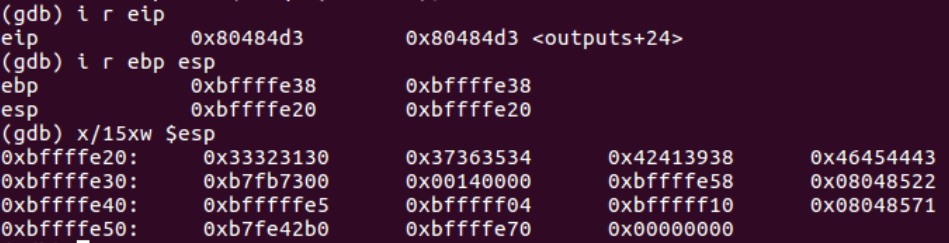 (gdb) i r eip
eip 0x80484d3 0x80484d3 <outputs+24>
(gdb) i r ebp esp
ebp 0xbffffe38 0xbffffe38
esp 0xbffffe20 0xbffffe20
(gdb) x/15xw $esp
0xbffffe20: 0x33323130 0x37363534 0x42413938 0x46454443
0xbffffe30: 0xb7fb7300 0x00140000 0xbffffe58 0x08048522
0xbffffe40: 0xbfffffe5 0xbfffff04 0xbfffff10 0x08048571
0xbffffe50: 0xb7fe42b0 0xbffffe70 0x00000000